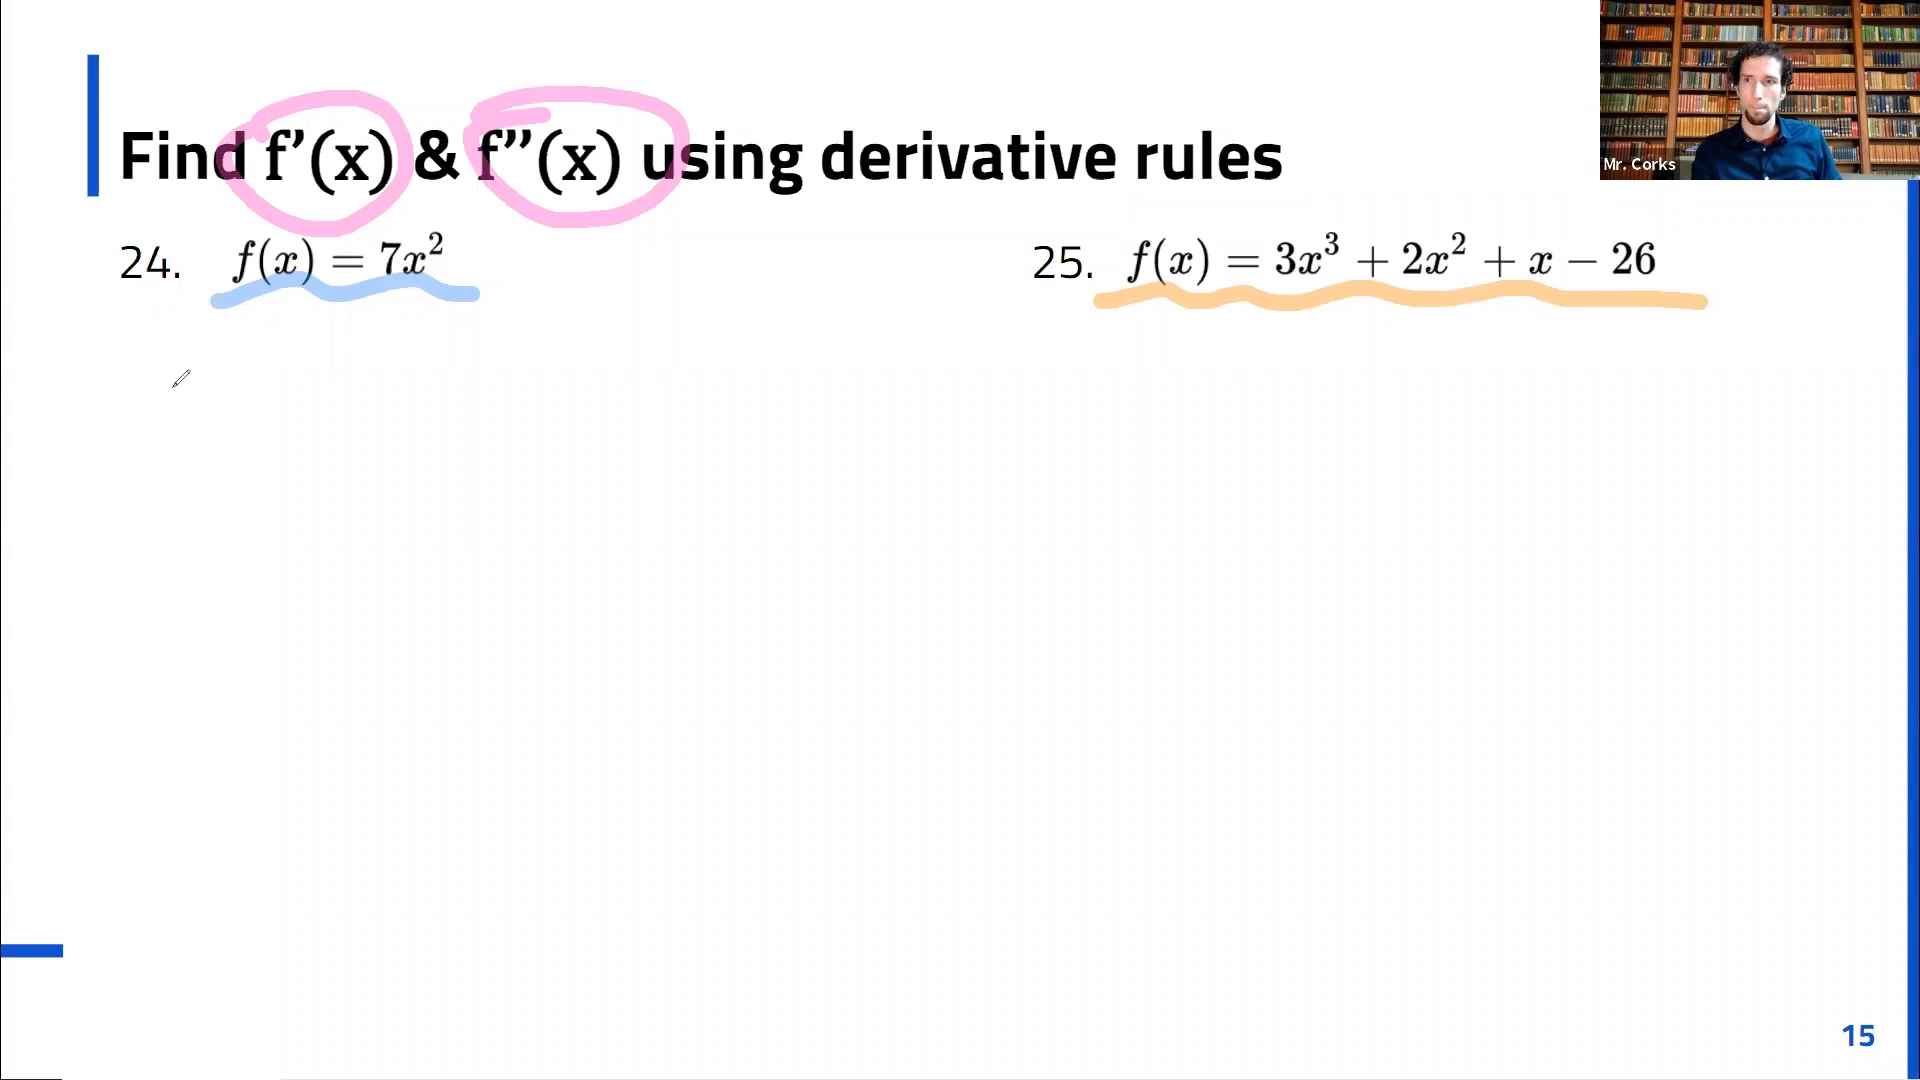 Find f’(x) & f’’(x) using derivative rules
Mr. Corks
24. f(x) = 7x²
25. f(x) = 3x³ + 2x² + x − 26
15